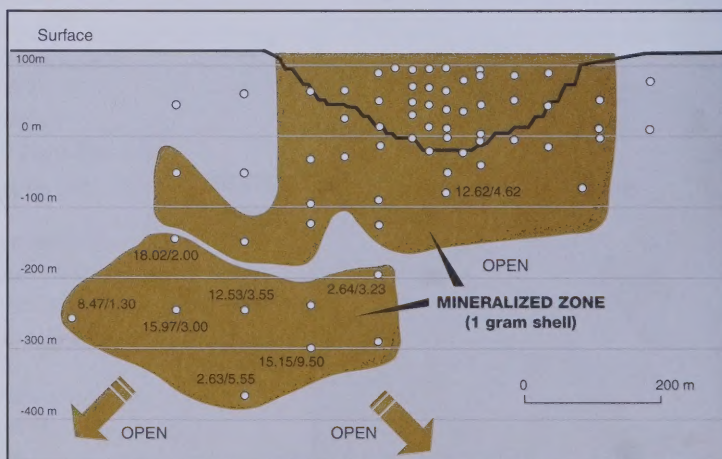 Surface
100m
0 m
12.62/4.62
-100 m
OPEN
18.02/2.00
-200 m
12.53/3.55
2.64/3.23
8.47/1.30
MINERALIZED ZONE
(1 gram shell)
15.97/3.00
-300 m
15.15/9.50
2.63/5.55
0
200 m
-400 m
OPEN
OPEN